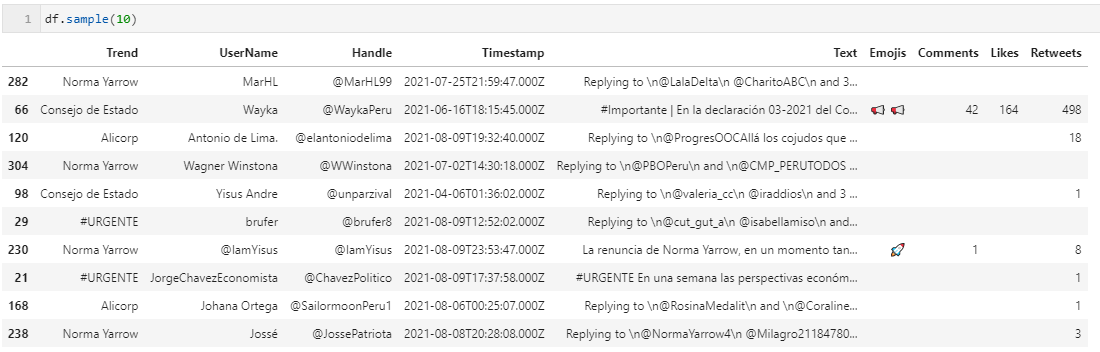 1 df.sample(10)
Trend UserName Handle Timestamp Text Emojis Comments Likes Retweets
282 Norma Yarrow MarHL @MarHL99 2021-07-25T21:59:47.000Z Replying to \n@LalaDelta\n @CharitoABC\n and 3...
66 Consejo de Estado Wayka @WaykaPeru 2021-06-16T18:15:45.000Z #Importante | En la declaración 03-2021 del Co... 📢 📢 42 164 498
120 Alicorp Antonio de Lima. @elantoniodelima 2021-08-09T19:32:40.000Z Replying to \n@ProgresOOCAllá los cojudos que ... 18
304 Norma Yarrow Wagner Winstona @WWinstona 2021-07-02T14:30:18.000Z Replying to \n@PBOPeru\n and \n@CMP_PERUTODOS ...
98 Consejo de Estado Yisus Andre @unparzival 2021-04-06T01:36:02.000Z Replying to \n@valeria_cc\n @iraddios\n and 3 ... 1
29 #URGENTE brufer @brufer8 2021-08-09T12:52:02.000Z Replying to \n@cut_gut_a\n @isabellamiso\n and...
230 Norma Yarrow @IamYisus @IamYisus 2021-08-09T23:53:47.000Z La renuncia de Norma Yarrow, en un momento tan... 🚀 1 8
21 #URGENTE JorgeChavezEconomista @ChavezPolitico 2021-08-09T17:37:58.000Z #URGENTE En una semana las perspectivas económ... 1
168 Alicorp Johana Ortega @SailormoonPeru1 2021-08-06T00:25:07.000Z Replying to \n@RosinaMedalit\n and \n@Coraline... 1
238 Norma Yarrow Jossé @JossePatriota 2021-08-08T20:28:08.000Z Replying to \n@NormaYarrow4\n @Milagro21184780... 3